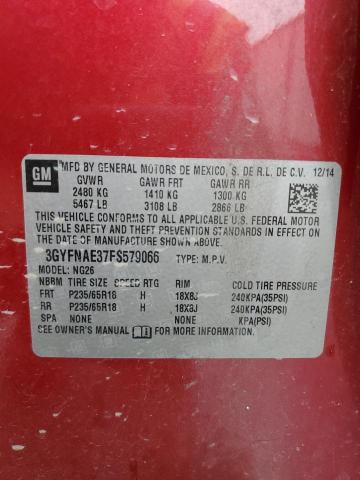 GM
MFD BY GENERAL MOTORS DE MEXICO, S. DE R.L. DE C.V. 12/14
GVWR GAWR FRT GAWR RR
2480 KG 1410 KG 1300 KG
5467 LB 3108 LB 2866 LB
THIS VEHICLE CONFORMS TO ALL APPLICABLE U.S. FEDERAL MOTOR
VEHICLE SAFETY, BUMPER, AND THEFT PREVENTION STANDARDS IN
EFFECT ON THE DATE OF MANUFACTURE SHOWN ABOVE.
3GYFNAE37FS579066 TYPE: M.P.V.
MODEL: NG26
NBRM TIRE SIZE SPEED RTG RIM COLD TIRE PRESSURE
FRT P235/65R18 H 18X8J 240KPA(35PSI)
RR P235/65R18 H 18X8J 240KPA(35PSI)
SPA NONE NONE KPA(PSI)
SEE OWNER'S MANUAL FOR MORE INFORMATION.